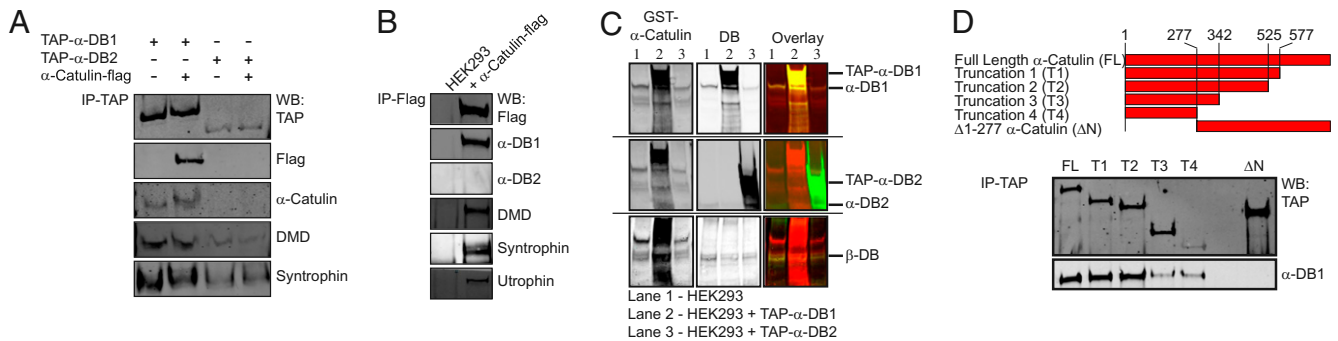 A
TAP-α-DB1 + + - -
TAP-α-DB2 - - + +
α-Catulin-flag - + - +
IP-TAP
WB:
TAP
Flag
α-Catulin
DMD
Syntrophin
B
HEK293
+ α-Catulin-flag
IP-Flag
WB:
Flag
α-DB1
α-DB2
DMD
Syntrophin
Utrophin
C
GST-
α-Catulin
DB
Overlay
1 2 3 1 2 3 1 2 3
TAP-α-DB1
α-DB1
TAP-α-DB2
α-DB2
β-DB
Lane 1 - HEK293
Lane 2 - HEK293 + TAP-α-DB1
Lane 3 - HEK293 + TAP-α-DB2
D
1 277 342 525 577
Full Length α-Catulin (FL)
Truncation 1 (T1)
Truncation 2 (T2)
Truncation 3 (T3)
Truncation 4 (T4)
Δ1-277 α-Catulin (ΔN)
FL T1 T2 T3 T4 ΔN
IP-TAP
WB:
TAP
α-DB1